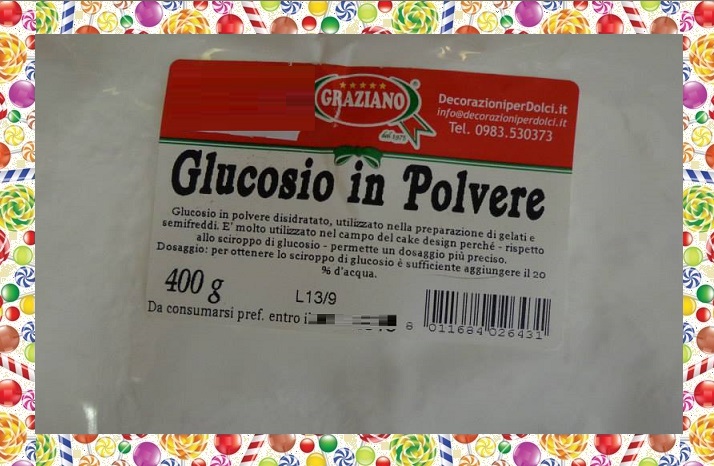 GRAZIANO
dal 1975
DecorazioniperDolci.it
info@decorazioniperdolci.it
Tel. 0983.530373
Glucosio in Polvere
Glucosio in polvere disidratato, utilizzato nella preparazione di gelati e
semifreddi. E' molto utilizzato nel campo del cake design perché - rispetto
allo sciroppo di glucosio - permette un dosaggio più preciso.
Dosaggio: per ottenere lo sciroppo di glucosio è sufficiente aggiungere il 20
% d'acqua.
400 g
L13/9
Da consumarsi pref. entro
8 011684 026431